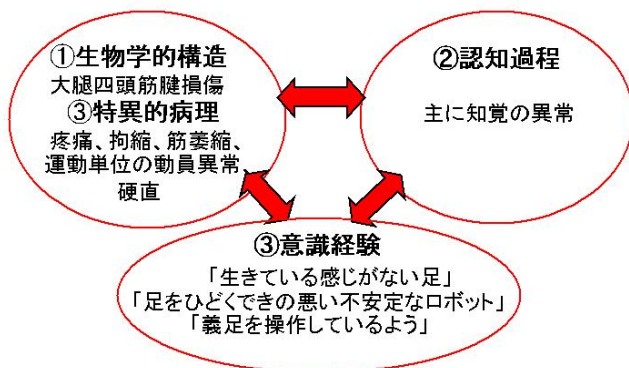 ①生物学的構造
大腿四頭筋腱損傷
③特異的病理
疼痛、拘縮、筋萎縮、
運動単位の動員異常
硬直
②認知過程
主に知覚の異常
③意識経験
「生きている感じがない足」
「足をひどくできの悪い不安定なロボット」
「義足を操作しているよう」